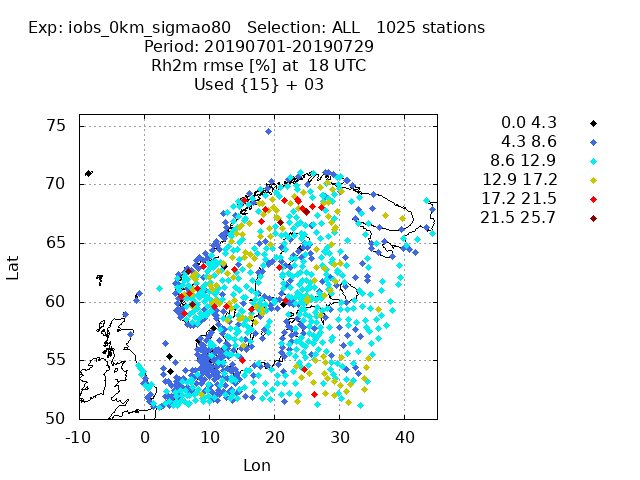 Exp: iobs_0km_sigmao80   Selection: ALL   1025 stations
Period: 20190701-20190729
Rh2m rmse [%] at  18 UTC
Used {15} + 03
0.0 4.3
4.3 8.6
8.6 12.9
12.9 17.2
17.2 21.5
21.5 25.7
75
70
65
60
55
50
Lat
-10 0 10 20 30 40
Lon